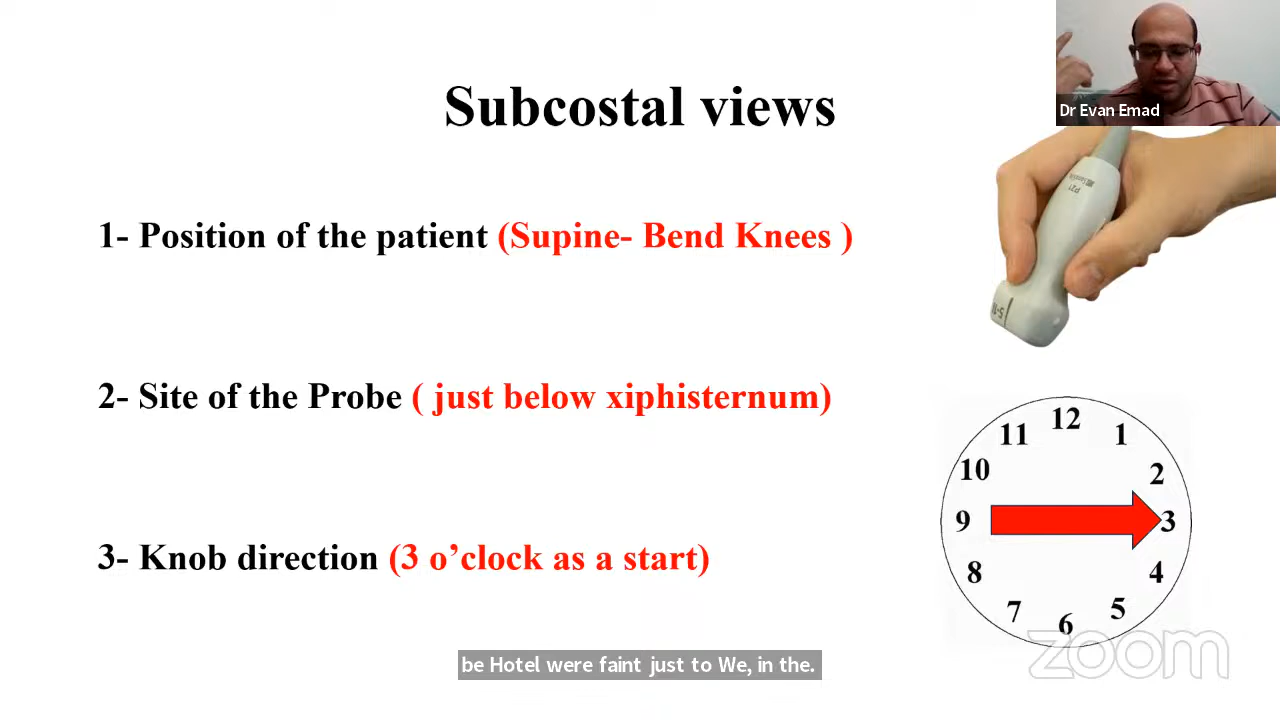 Subcostal views
Dr Evan Emad
P21
1- Position of the patient (Supine- Bend Knees )
2- Site of the Probe ( just below xiphisternum)
3- Knob direction (3 o’clock as a start)
12
11
1
10
2
9
3
8
4
7
5
6
be Hotel were faint just to We, in the.
zoom